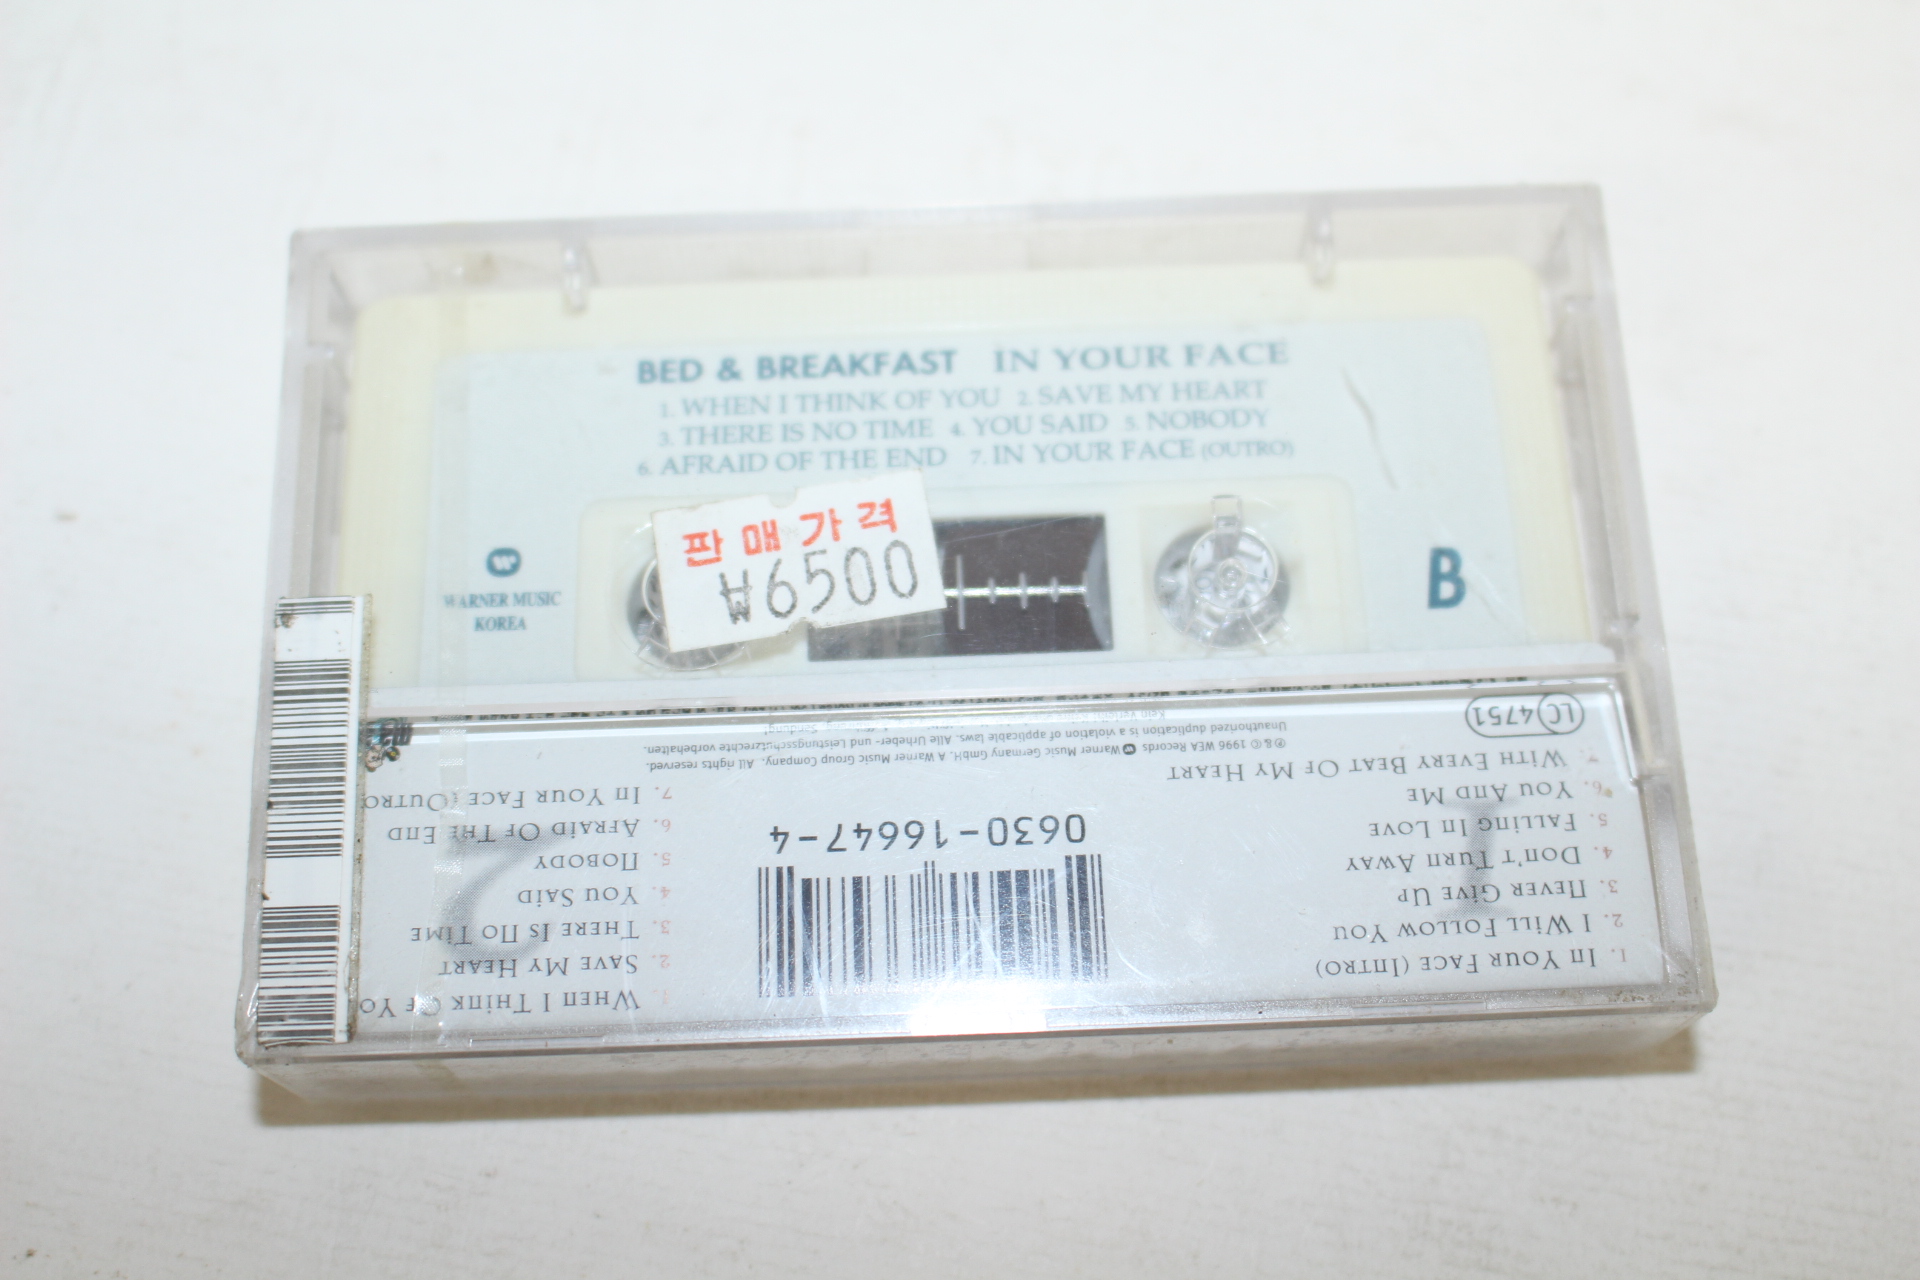 BED & BREAKFAST IN YOUR FACE
1. WHEN I THINK OF YOU 2. SAVE MY HEART
3. THERE IS NO TIME 4. YOU SAID 5. NOBODY
6. AFRAID OF THE END 7. IN YOUR FACE (OUTRO)
판매가격
₩6500
WARNER MUSIC
KOREA
B
1. In Your Face (Intro)
2. I Will Follow You
3. Never Give Up
4. Don't Turn Away
5. Falling In Love
6. You And Me
7. With Every Beat Of My Heart
LC 4751
0630-16647-4
1. When I Think Of Yo
2. Save My Heart
3. There Is No Time
4. You Said
5. Nobody
6. Afraid Of The End
7. In Your Face (Outro
℗&© 1996 WEA Records Warner Music Germany GmbH. A Warner Music Group Company. All rights reserved.
Unauthorized duplication is a violation of applicable laws. Alle Urheber- und Leistungsschutzrechte vorbehalten.
Kein Verleih!